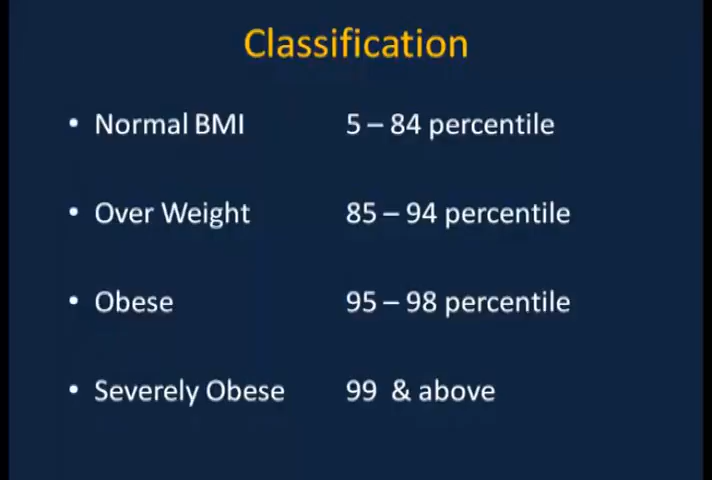 Classification
• Normal BMI 5 – 84 percentile
• Over Weight 85 – 94 percentile
• Obese 95 – 98 percentile
• Severely Obese 99 & above